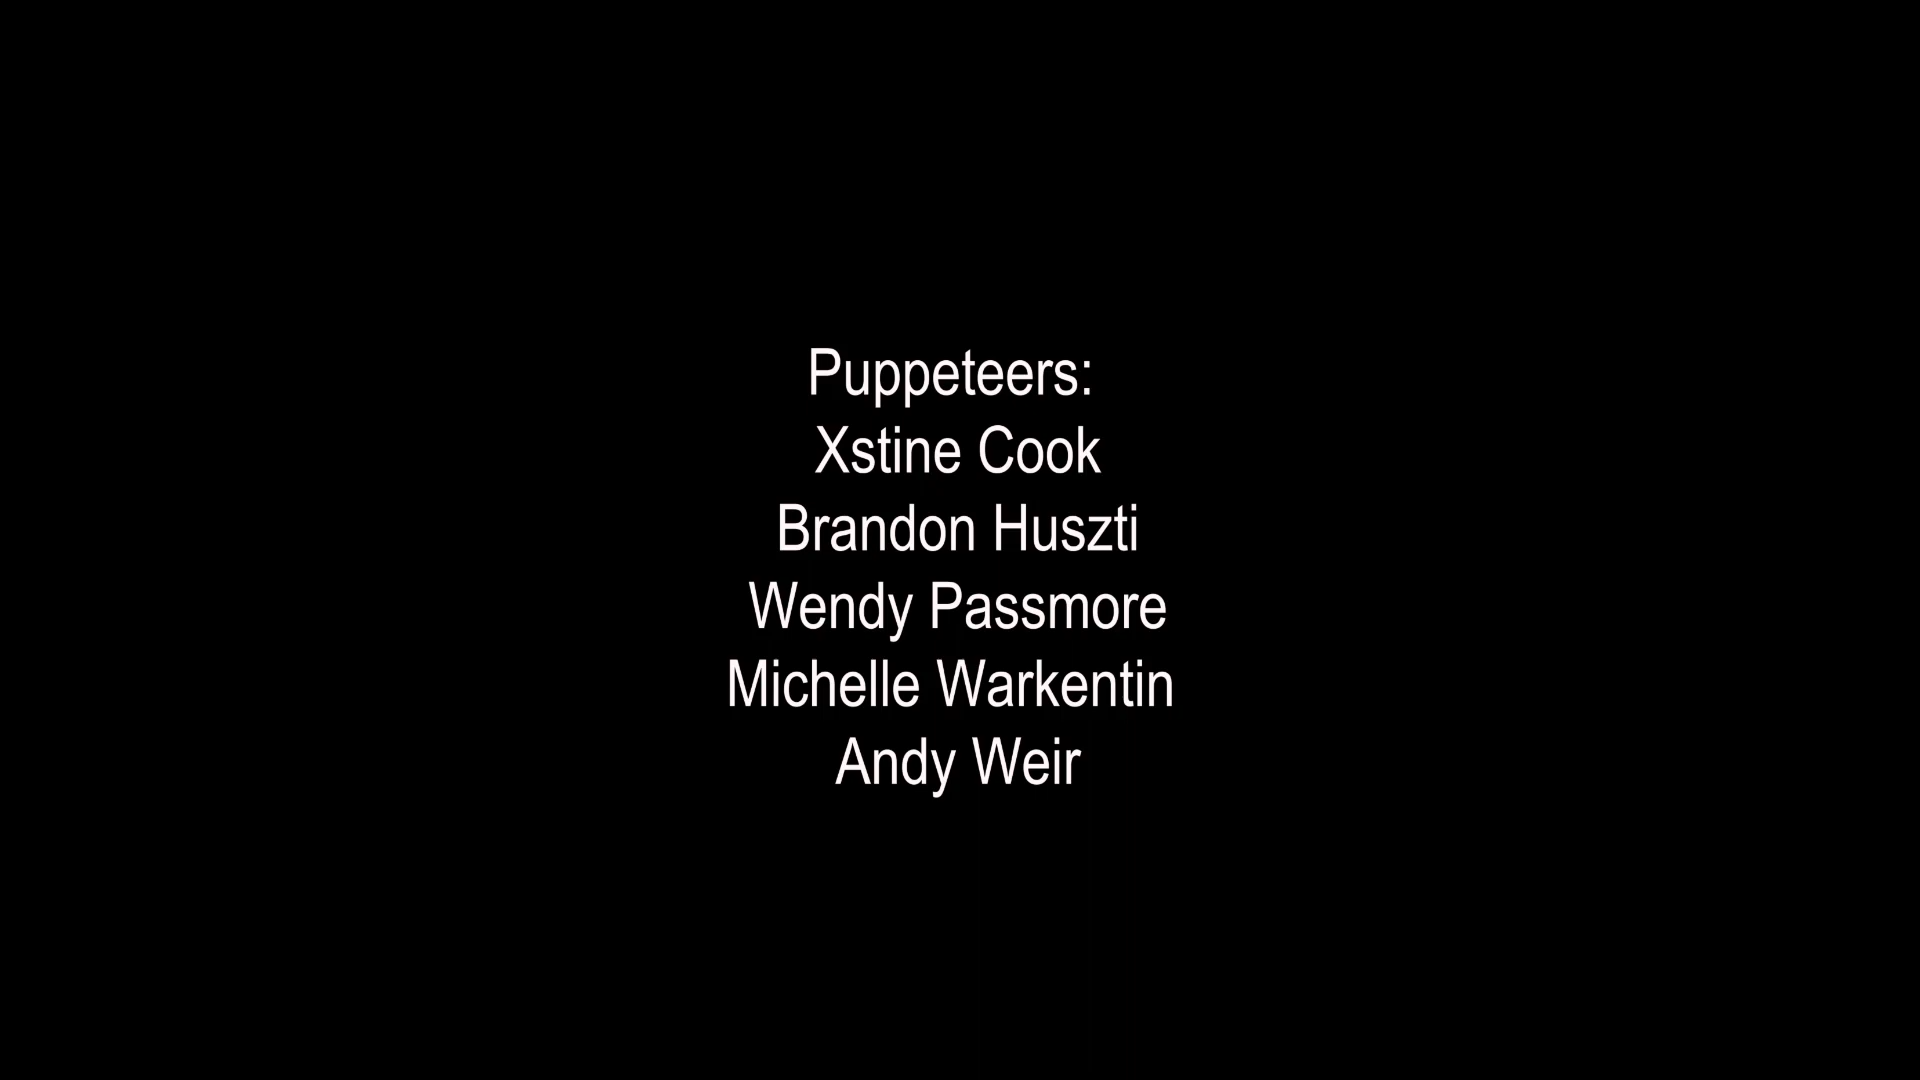 Puppeteers:
Xstine Cook
Brandon Huszti
Wendy Passmore
Michelle Warkentin
Andy Weir